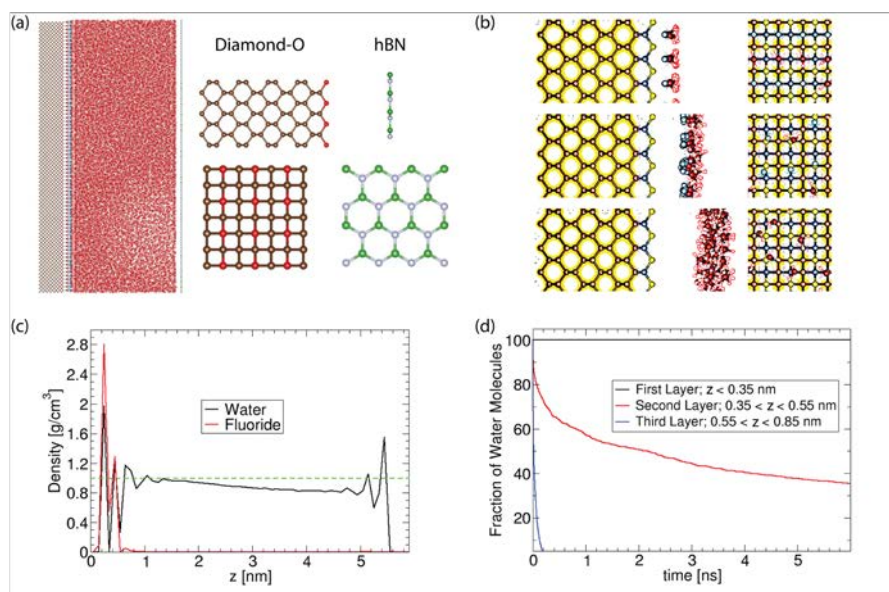 (a)
Diamond-O
hBN
(b)
(c)
2.8
2.4
2
1.6
1.2
0.8
0.4
0
Density [g/cm³]
Water
Fluoride
0
1
2
3
4
5
z [nm]
(d)
100
80
60
40
20
Fraction of Water Molecules
First Layer; z < 0.35 nm
Second Layer; 0.35 < z < 0.55 nm
Third Layer; 0.55 < z < 0.85 nm
0
1
2
3
4
5
time [ns]